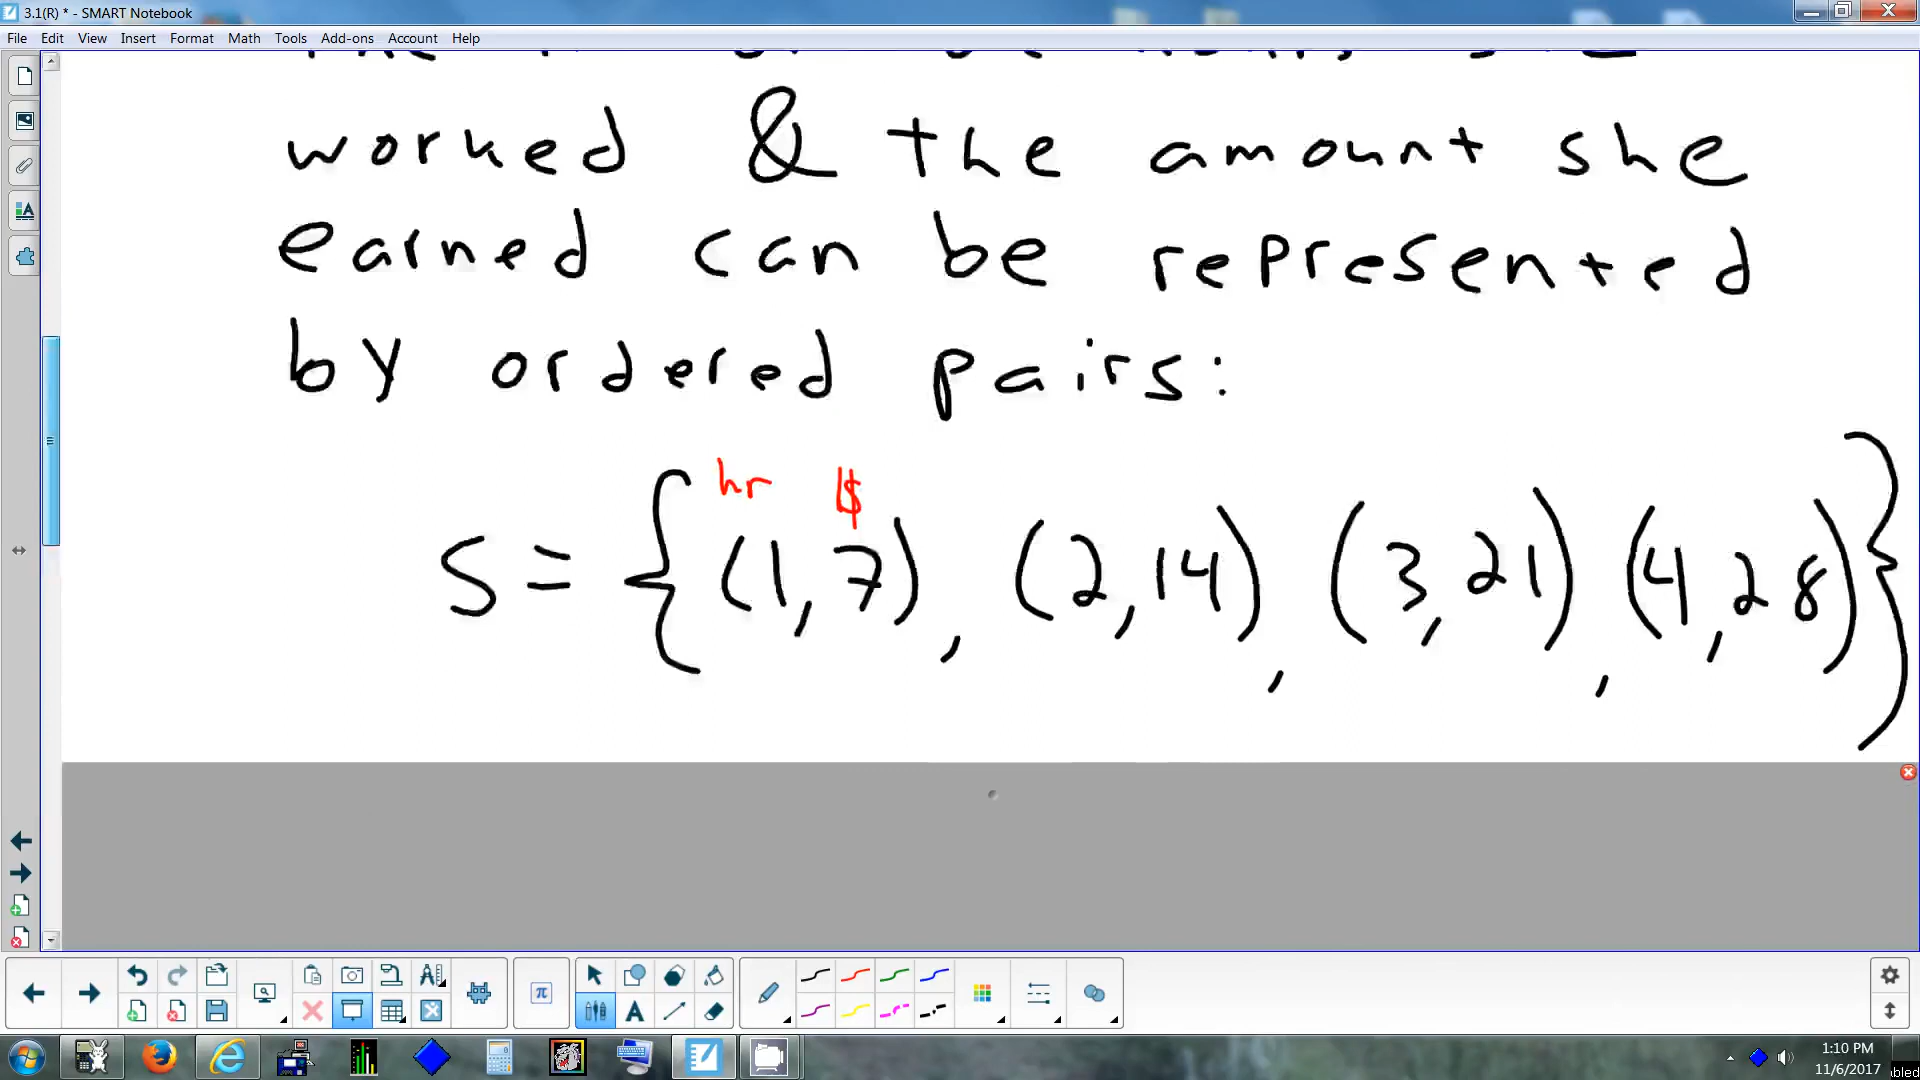 3.1(R) * - SMART Notebook
File Edit View Insert Format Math Tools Add-ons Account Help
worked & the amount she
earned can be represented
by ordered pairs:
hr $
S = { (1, 7), (2, 14), (3, 21), (4, 28) }
π
A
1:10 PM
11/6/2017
bled